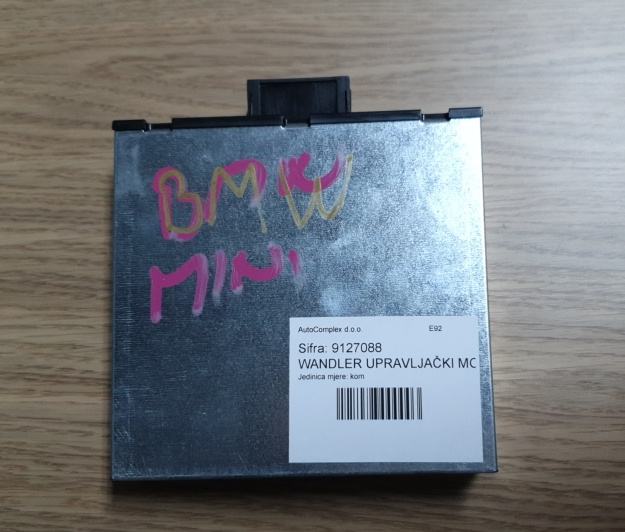 BMW
MINI
AutoComplex d.o.o. E92
Sifra: 9127088
WANDLER UPRAVLJAČKI MO
Jedinica mjere: kom